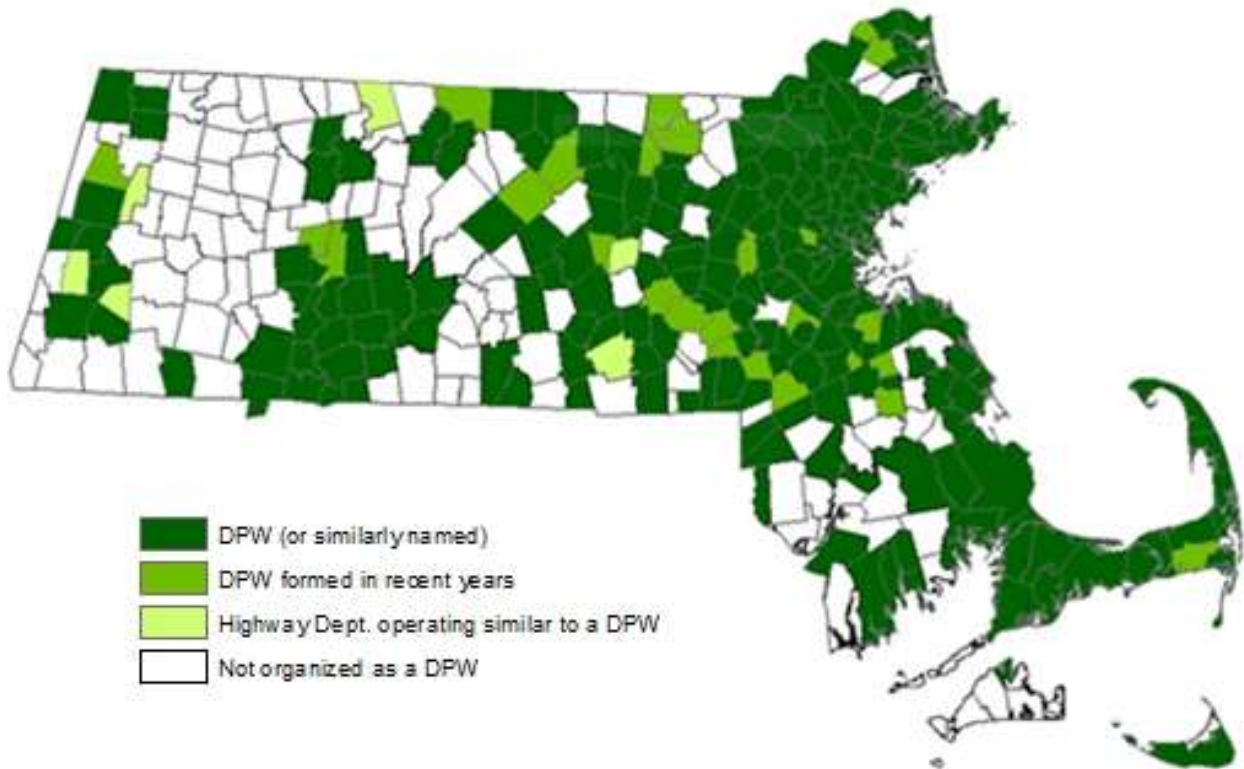 DPW (or similarly named)
DPW formed in recent years
Highway Dept. operating similar to a DPW
Not organized as a DPW